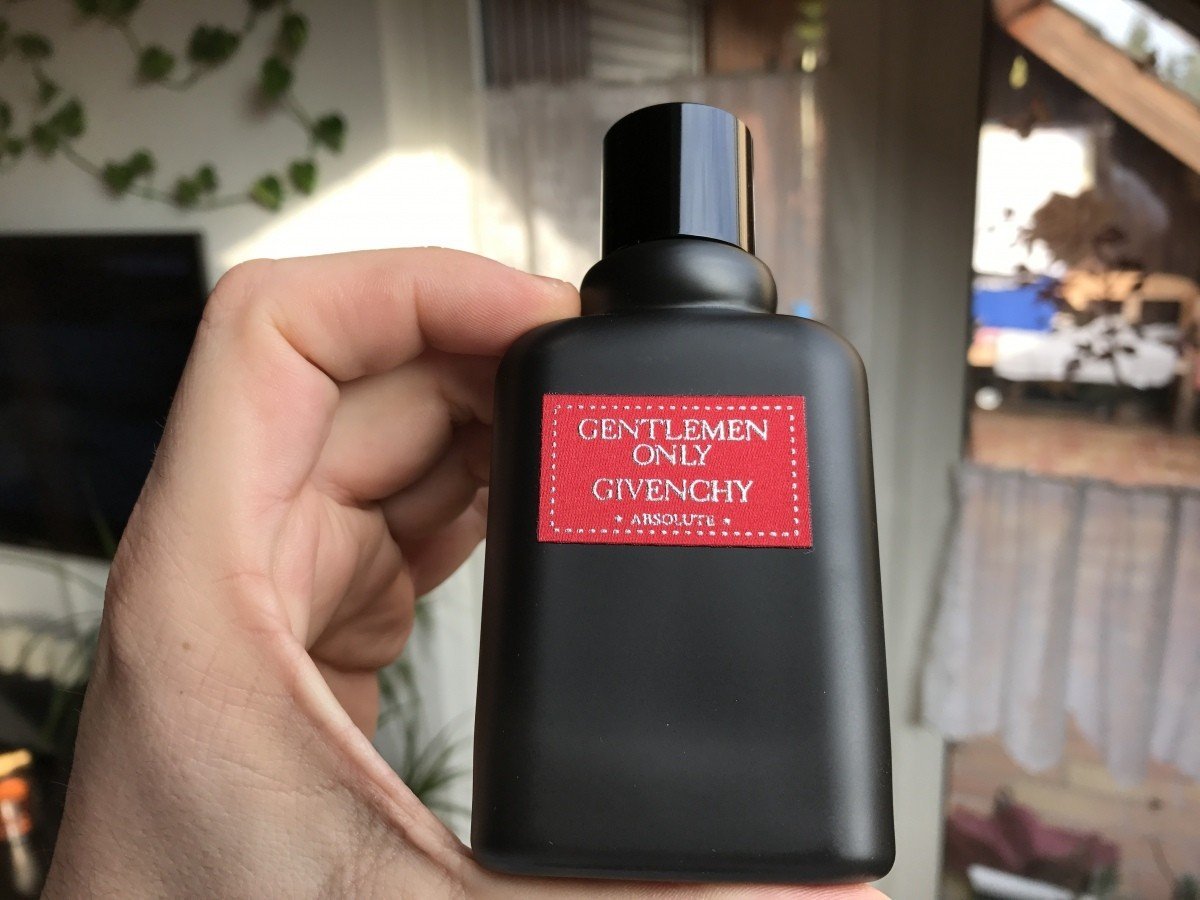 GENTLEMEN
ONLY
GIVENCHY
★ ABSOLUTE ★